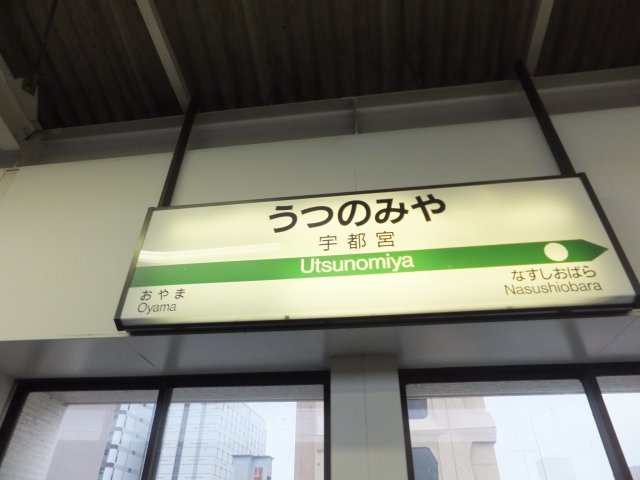 うつのみや
宇都宮
Utsunomiya
おやま
Oyama
なすしおばら
Nasushiobara